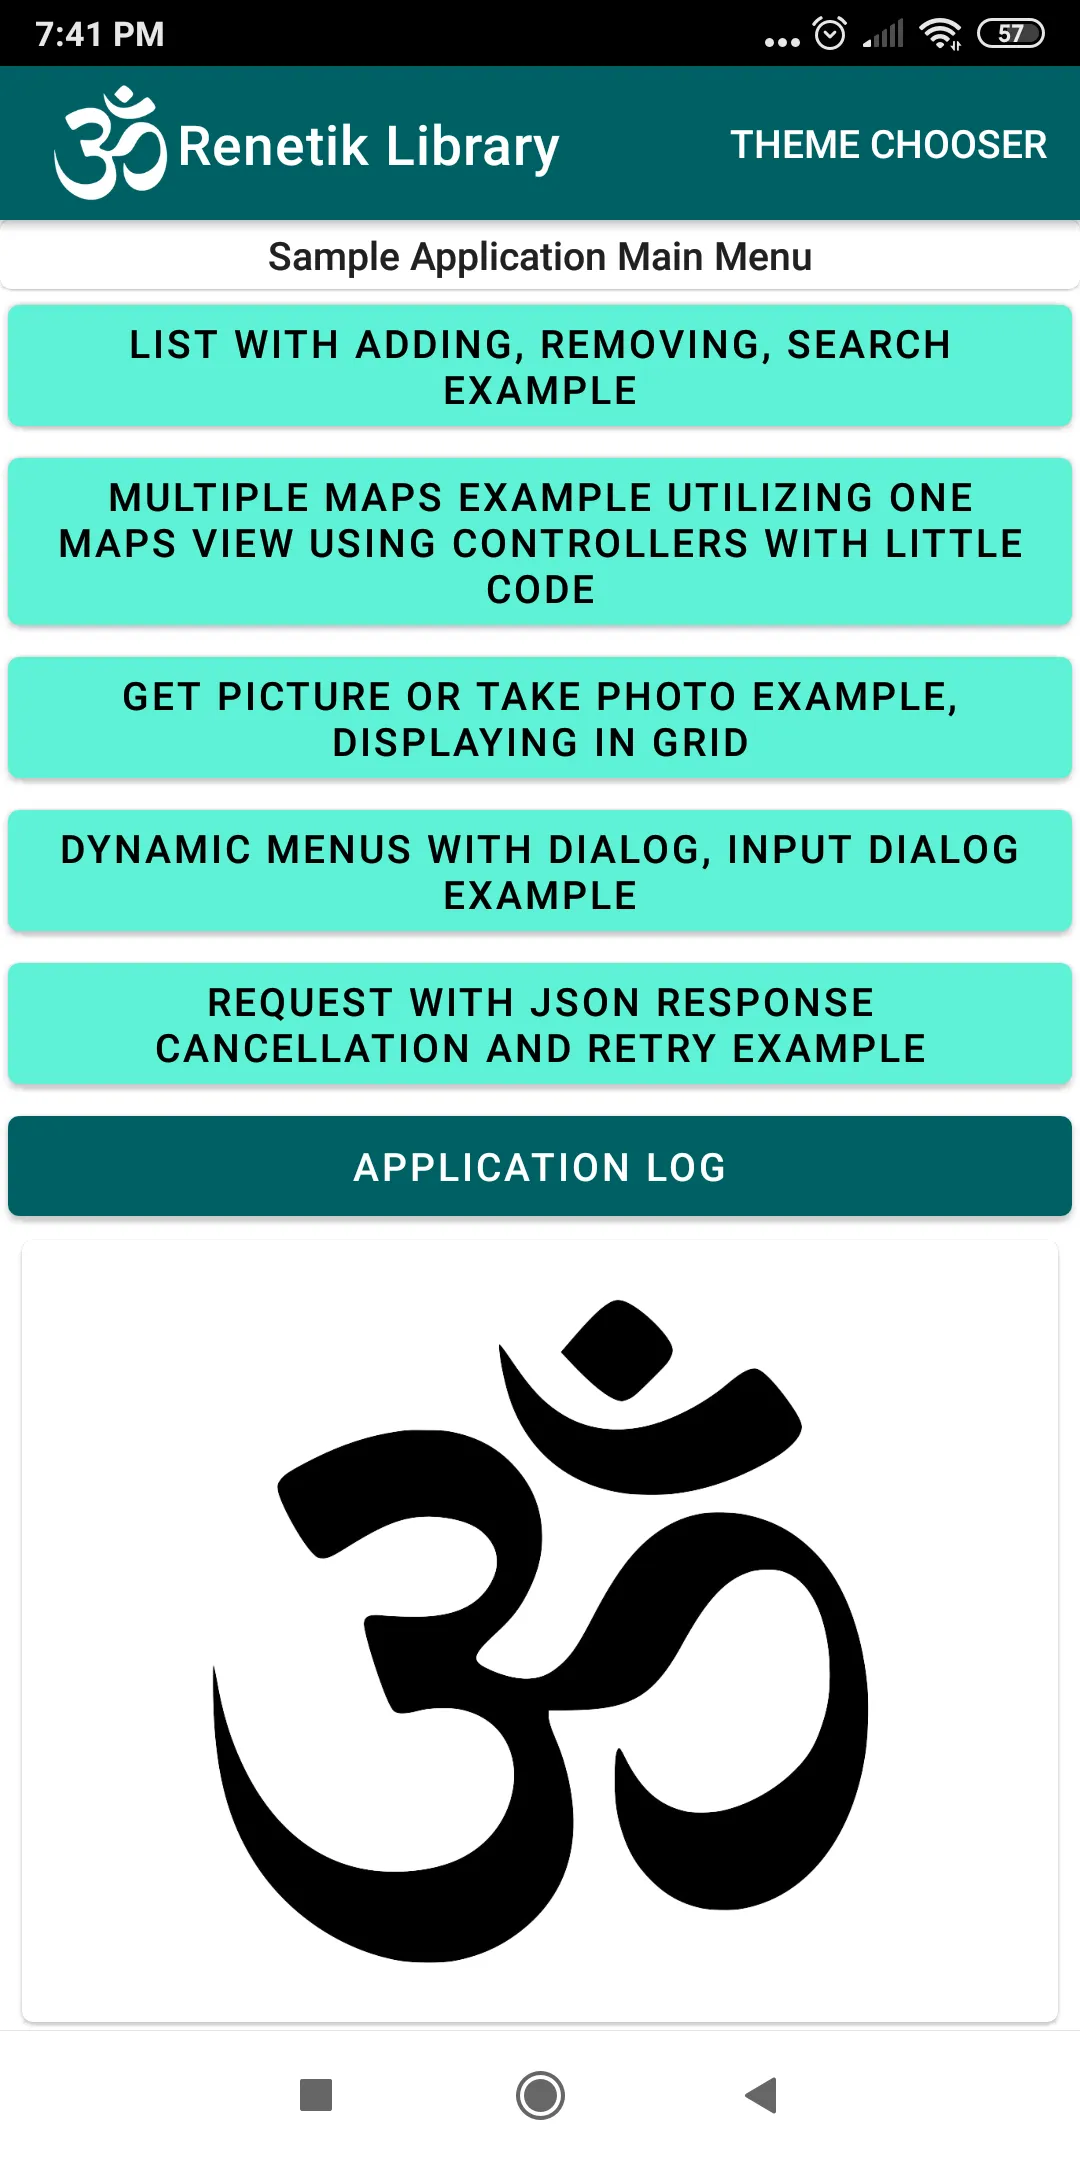 7:41 PM
57
ॐ Renetik Library
THEME CHOOSER
Sample Application Main Menu
LIST WITH ADDING, REMOVING, SEARCH
EXAMPLE
MULTIPLE MAPS EXAMPLE UTILIZING ONE
MAPS VIEW USING CONTROLLERS WITH LITTLE
CODE
GET PICTURE OR TAKE PHOTO EXAMPLE,
DISPLAYING IN GRID
DYNAMIC MENUS WITH DIALOG, INPUT DIALOG
EXAMPLE
REQUEST WITH JSON RESPONSE
CANCELLATION AND RETRY EXAMPLE
APPLICATION LOG
ॐ